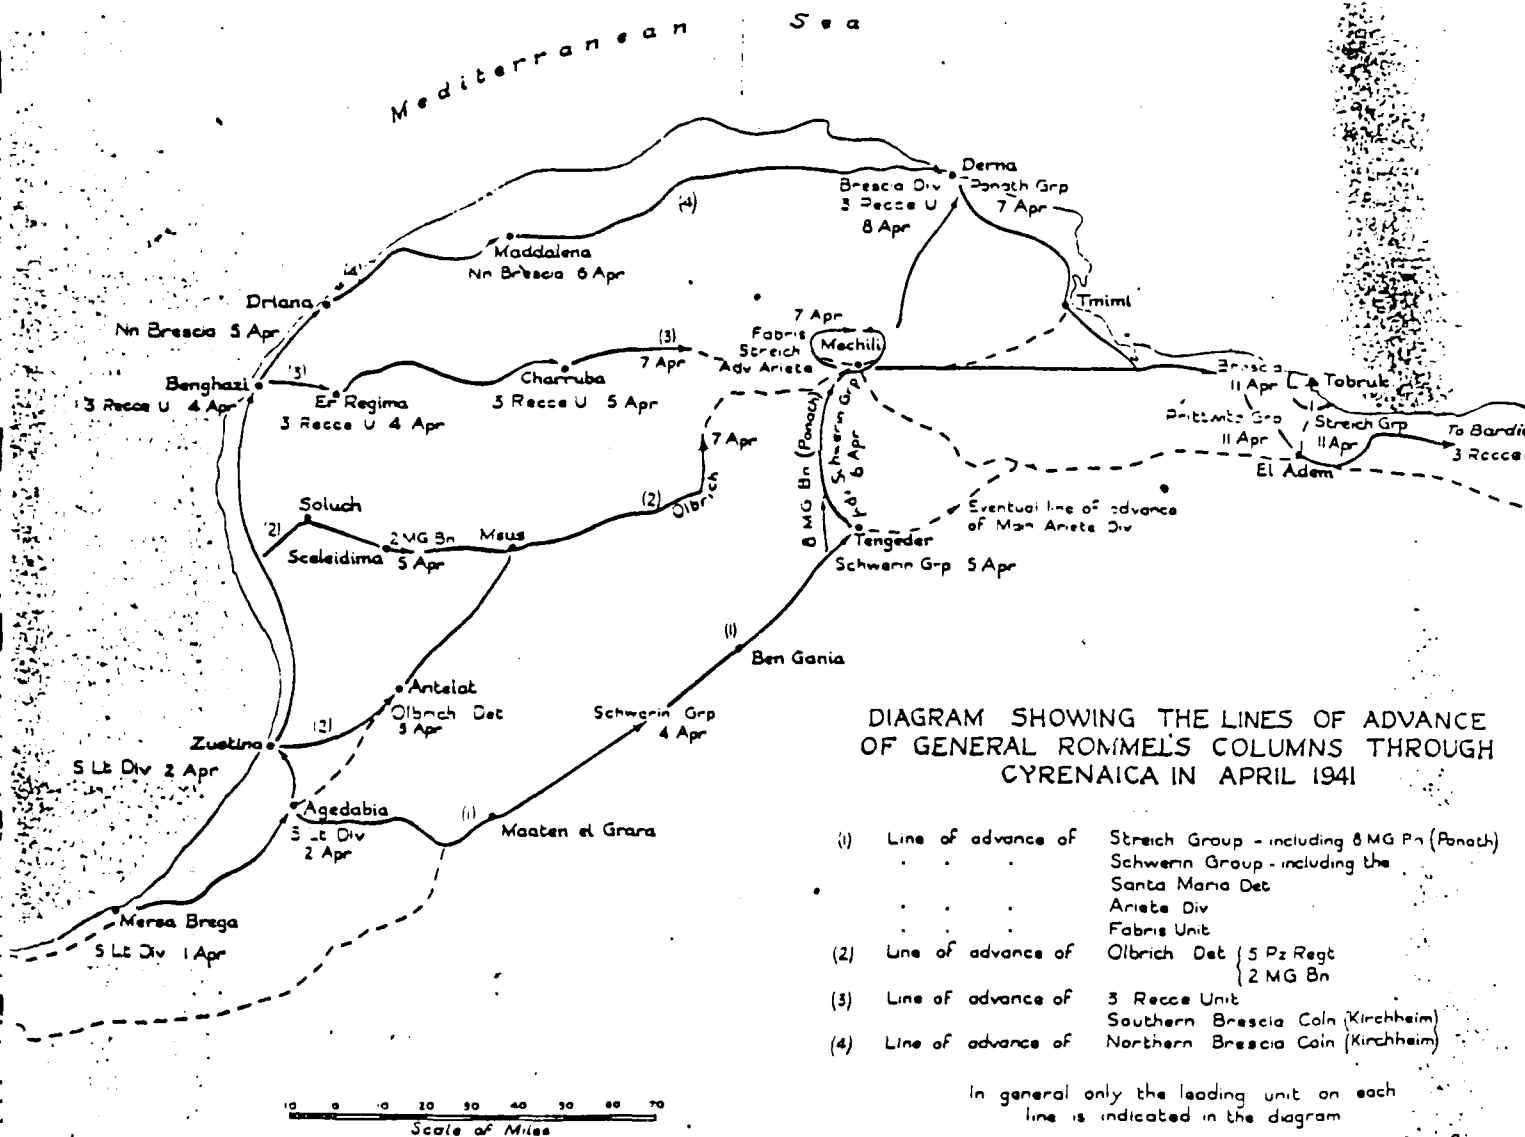 Mediterranean Sea
Derna
Brescia Div
3 Recce U
8 Apr
Panath Grp
7 Apr
(4)
Maddalena
Nn Brescia 6 Apr
(4)
Driana
Nn Brescia 5 Apr
Tmimi
7 Apr
Fabris
Streich
Adv Ariete
Mechili
(3)
7 Apr
Benghazi
3 Recce U 4 Apr
(3)
Er Regima
3 Recce U 4 Apr
Charruba
3 Recce U 5 Apr
Brescia
11 Apr
Tobruk
Prittwitz Grp
11 Apr
Streich Grp
11 Apr
To Bardia
3 Recce
El Adem
7 Apr
Olbrich
8 MG Bn (Panach)
Schwerin Grp
6 Apr
(2)
Soluch
(2)
Sceleidima
2 MG Bn
5 Apr
Msus
Tengeder
Schwerin Grp 5 Apr
Eventual line of advance
of Main Ariete Div
(1)
Ben Gania
Antelat
Olbrich Det
5 Apr
(2)
Zuetina
5 Lt Div 2 Apr
Schwerin Grp
4 Apr
Agedabia
5 Lt Div
2 Apr
(1)
Maaten el Grara
Mersa Brega
5 Lt Div 1 Apr
DIAGRAM SHOWING THE LINES OF ADVANCE
OF GENERAL ROMMEL'S COLUMNS THROUGH
CYRENAICA IN APRIL 1941
(1) Line of advance of Streich Group - including 8 MG Bn (Panath)
. . . Schwerin Group - including the
Santa Maria Det
. . . Ariete Div
. . . Fabris Unit
(2) Line of advance of Olbrich Det { 5 Pz Regt
{ 2 MG Bn
(3) Line of advance of 3 Recce Unit
Southern Brescia Coln (Kirchheim)
(4) Line of advance of Northern Brescia Coln (Kirchheim)
In general only the leading unit on each
line is indicated in the diagram
10 0 10 20 30 40 50 60 70
Scale of Miles